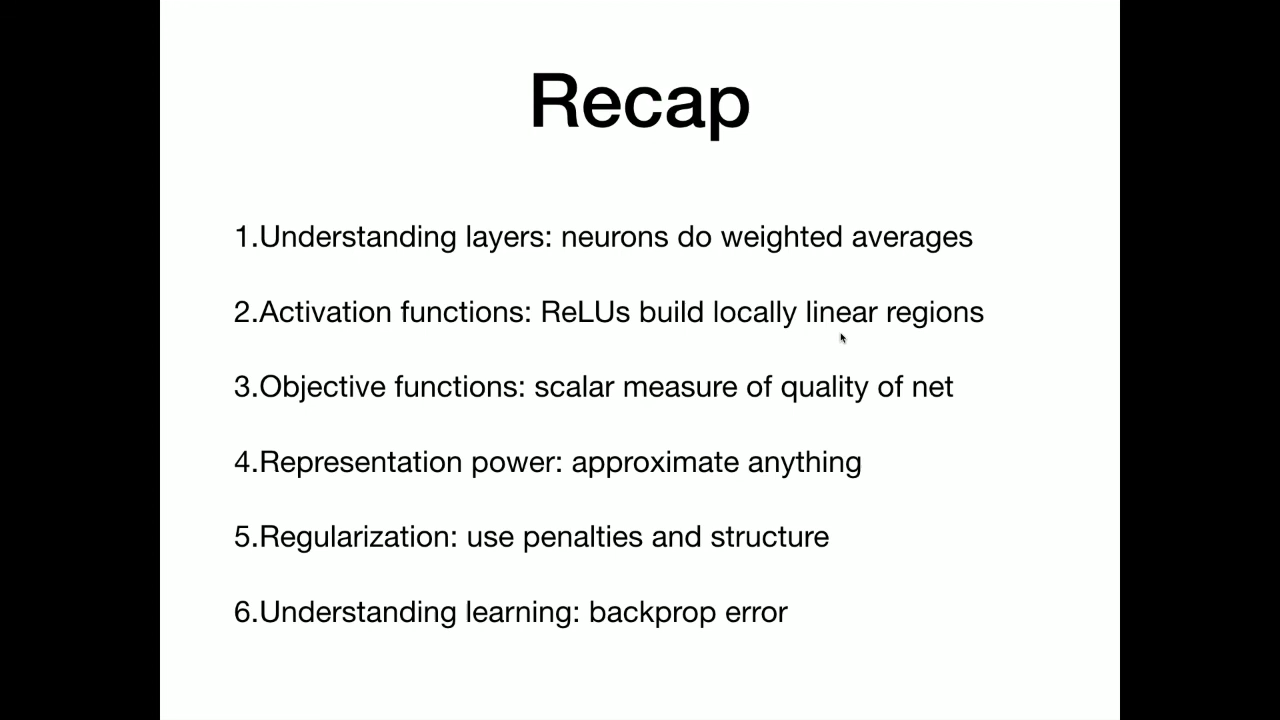 Recap
1.Understanding layers: neurons do weighted averages
2.Activation functions: ReLUs build locally linear regions
3.Objective functions: scalar measure of quality of net
4.Representation power: approximate anything
5.Regularization: use penalties and structure
6.Understanding learning: backprop error